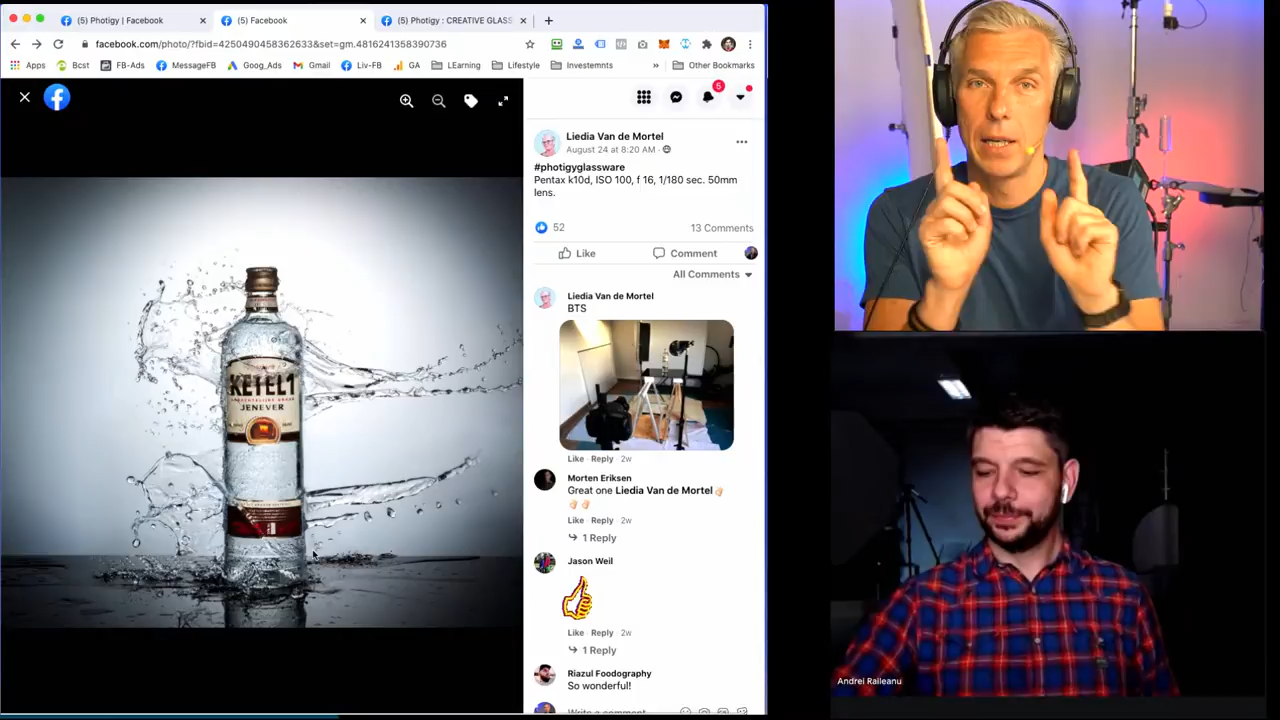 (5) Photigy | Facebook
(5) Facebook
(5) Photigy : CREATIVE GLASS
facebook.com/photo/?fbid=4250490458362633&set=gm.4816241358390736
Apps
Bcst
FB-Ads
MessageFB
Goog_Ads
Gmail
Liv-FB
GA
LEarning
Lifestyle
Investemnts
»
Other Bookmarks
5
Liedia Van de Mortel
August 24 at 8:20 AM ·
#photigyglassware
Pentax k10d, ISO 100, f 16, 1/180 sec. 50mm
lens.
52
13 Comments
Like
Comment
All Comments
Liedia Van de Mortel
BTS
Like · Reply · 2w
Morten Eriksen
Great one Liedia Van de Mortel
Like · Reply · 2w
1 Reply
Jason Weil
Like · Reply · 2w
1 Reply
Riazul Foodography
So wonderful!
Write a comment
KETEL1
JENEVER
Andrei Raileanu